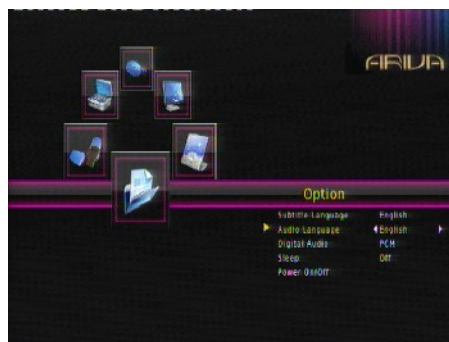 ARIVA
Option
Subtitle Language English
Audio Language English
Digital Audio PCM
Sleep Off
Power On/Off